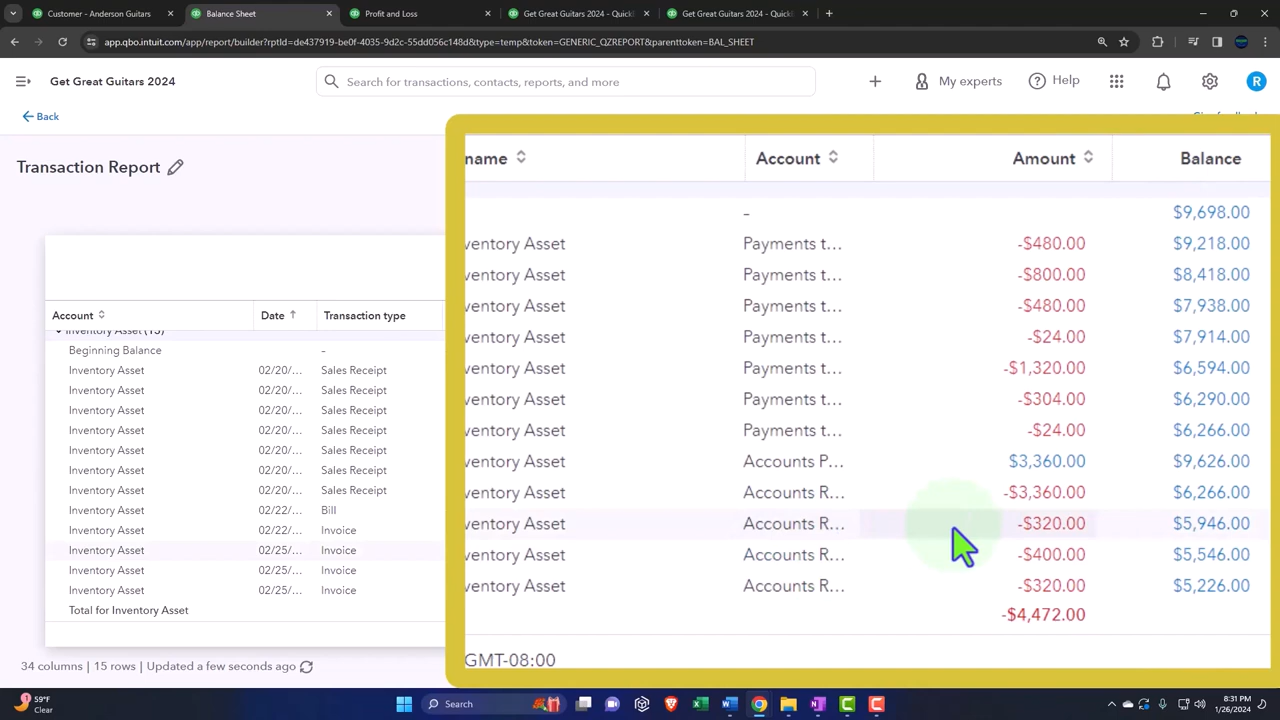 Customer - Anderson Guitars
Balance Sheet
Profit and Loss
Get Great Guitars 2024 - Quick
Get Great Guitars 2024 - Quick
app.qbo.intuit.com/app/report/builder?rptId=de437919-bf0e-4035-9d2c-55dd056c148d&type=temp&token=GENERIC_QZREPORT&parenttoken=BAL_SHEET
Get Great Guitars 2024
Search for transactions, contacts, reports, and more
My experts
Help
R
Back
Transaction Report
name Account Amount Balance
– $9,698.00
ventory Asset Payments t... -$480.00 $9,218.00
ventory Asset Payments t... -$800.00 $8,418.00
ventory Asset Payments t... -$480.00 $7,938.00
ventory Asset Payments t... -$24.00 $7,914.00
ventory Asset Payments t... -$1,320.00 $6,594.00
ventory Asset Payments t... -$304.00 $6,290.00
ventory Asset Payments t... -$24.00 $6,266.00
ventory Asset Accounts P... $3,360.00 $9,626.00
ventory Asset Accounts R... -$3,360.00 $6,266.00
ventory Asset Accounts R... -$320.00 $5,946.00
ventory Asset Accounts R... -$400.00 $5,546.00
ventory Asset Accounts R... -$320.00 $5,226.00
-$4,472.00
GMT-08:00
Account Date Transaction type
Inventory Asset (13)
Beginning Balance –
Inventory Asset 02/20/... Sales Receipt
Inventory Asset 02/20/... Sales Receipt
Inventory Asset 02/20/... Sales Receipt
Inventory Asset 02/20/... Sales Receipt
Inventory Asset 02/20/... Sales Receipt
Inventory Asset 02/20/... Sales Receipt
Inventory Asset 02/20/... Sales Receipt
Inventory Asset 02/22/... Bill
Inventory Asset 02/22/... Invoice
Inventory Asset 02/25/... Invoice
Inventory Asset 02/25/... Invoice
Inventory Asset 02/25/... Invoice
Total for Inventory Asset
34 columns | 15 rows | Updated a few seconds ago
59°F
Clear
Search
8:31 PM
1/26/2024